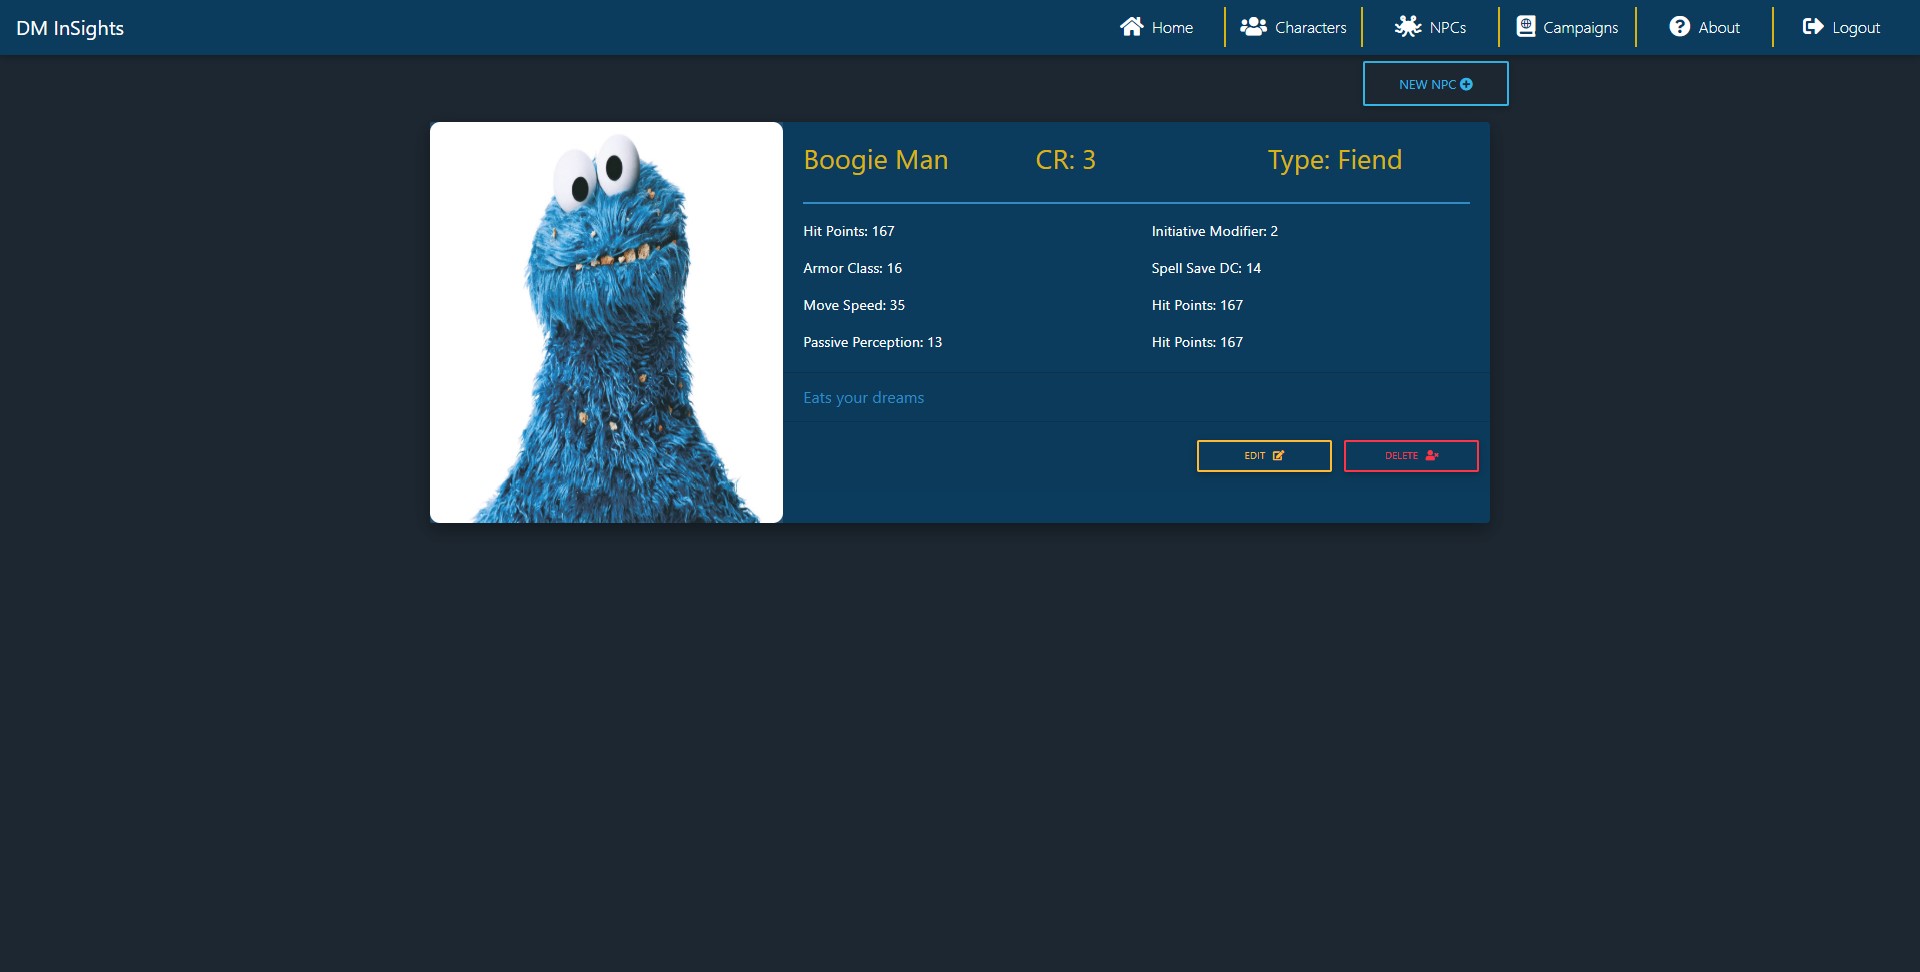 DM InSights
Home
Characters
NPCs
Campaigns
About
Logout
NEW NPC
Boogie Man
CR: 3
Type: Fiend
Hit Points: 167
Initiative Modifier: 2
Armor Class: 16
Spell Save DC: 14
Move Speed: 35
Hit Points: 167
Passive Perception: 13
Hit Points: 167
Eats your dreams
EDIT
DELETE